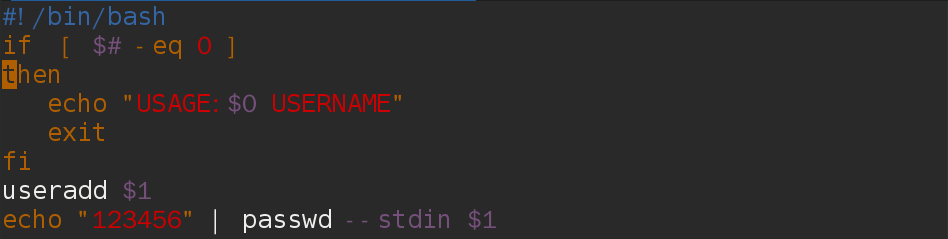 #!/bin/bash
if [ $# -eq 0 ]
then
   echo "USAGE: $0 USERNAME"
   exit
fi
useradd $1
echo "123456" | passwd --stdin $1